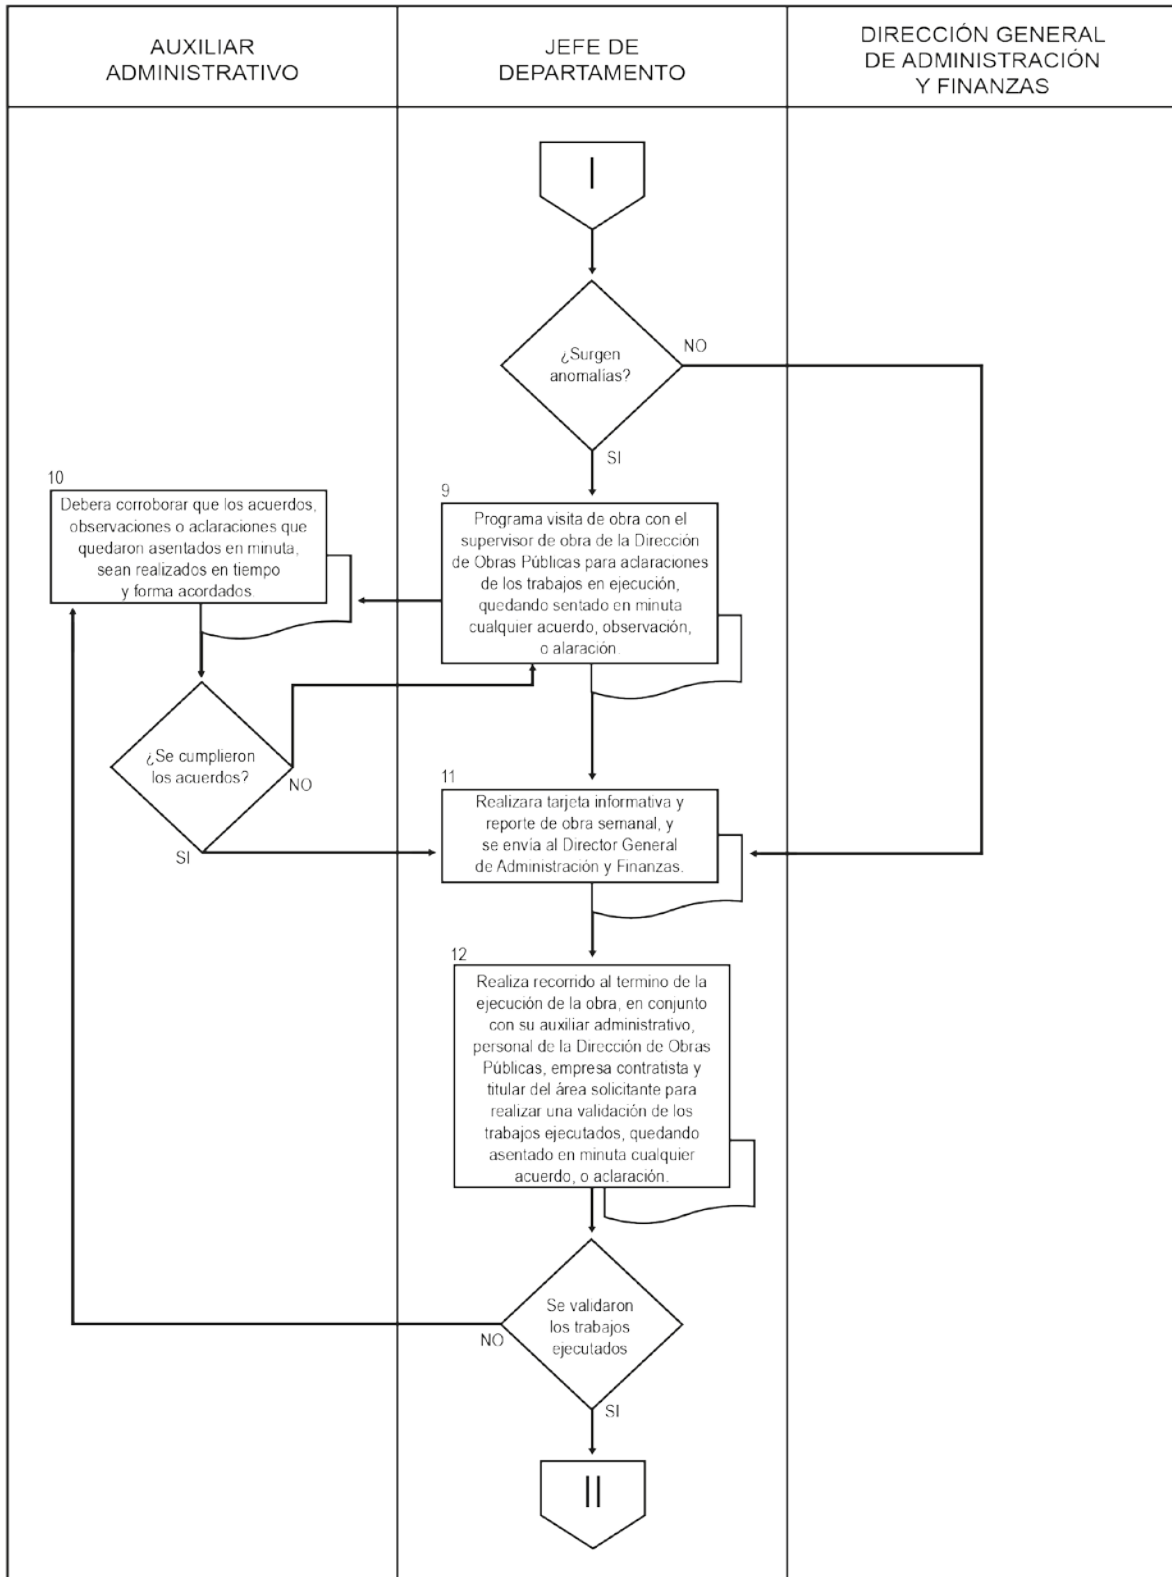 AUXILIAR
ADMINISTRATIVO
JEFE DE
DEPARTAMENTO
DIRECCIÓN GENERAL
DE ADMINISTRACIÓN
Y FINANZAS
I
¿Surgen
anomalías?
NO
SI
10
Debera corroborar que los acuerdos,
observaciones o aclaraciones que
quedaron asentados en minuta,
sean realizados en tiempo
y forma acordados.
9
Programa visita de obra con el
supervisor de obra de la Dirección
de Obras Públicas para aclaraciones
de los trabajos en ejecución,
quedando sentado en minuta
cualquier acuerdo, observación,
o alaración.
¿Se cumplieron
los acuerdos?
NO
SI
11
Realizara tarjeta informativa y
reporte de obra semanal, y
se envía al Director General
de Administración y Finanzas.
12
Realiza recorrido al termino de la
ejecución de la obra, en conjunto
con su auxiliar administrativo,
personal de la Dirección de Obras
Públicas, empresa contratista y
titular del área solicitante para
realizar una validación de los
trabajos ejecutados, quedando
asentado en minuta cualquier
acuerdo, o aclaración.
Se validaron
los trabajos
ejecutados
NO
SI
II